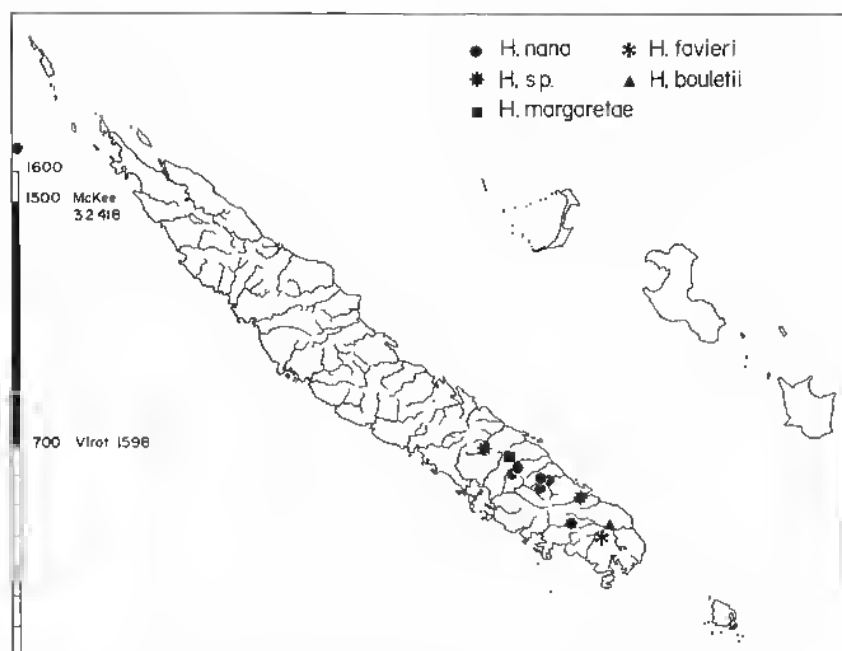 H. nana
H. favieri
H. sp.
H. bouletii
H. margaretae
1600
1500 McKee
32418
700 Virot 1598